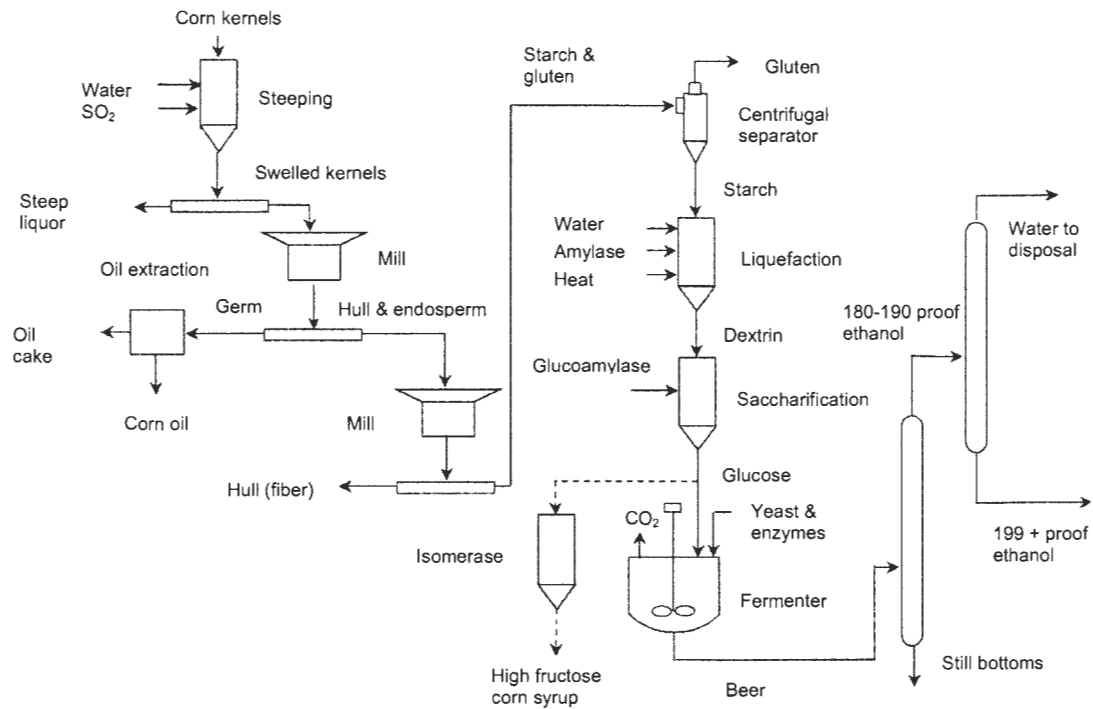 Corn kernels
Water
SO₂
Steeping
Swelled kernels
Steep
liquor
Mill
Oil extraction
Germ
Hull & endosperm
Oil
cake
Corn oil
Mill
Hull (fiber)
Starch &
gluten
Gluten
Centrifugal
separator
Starch
Water
Amylase
Heat
Liquefaction
Dextrin
Glucoamylase
Saccharification
Glucose
Isomerase
High fructose
corn syrup
CO₂
Yeast &
enzymes
Fermenter
Beer
180-190 proof
ethanol
Still bottoms
Water to
disposal
199 + proof
ethanol